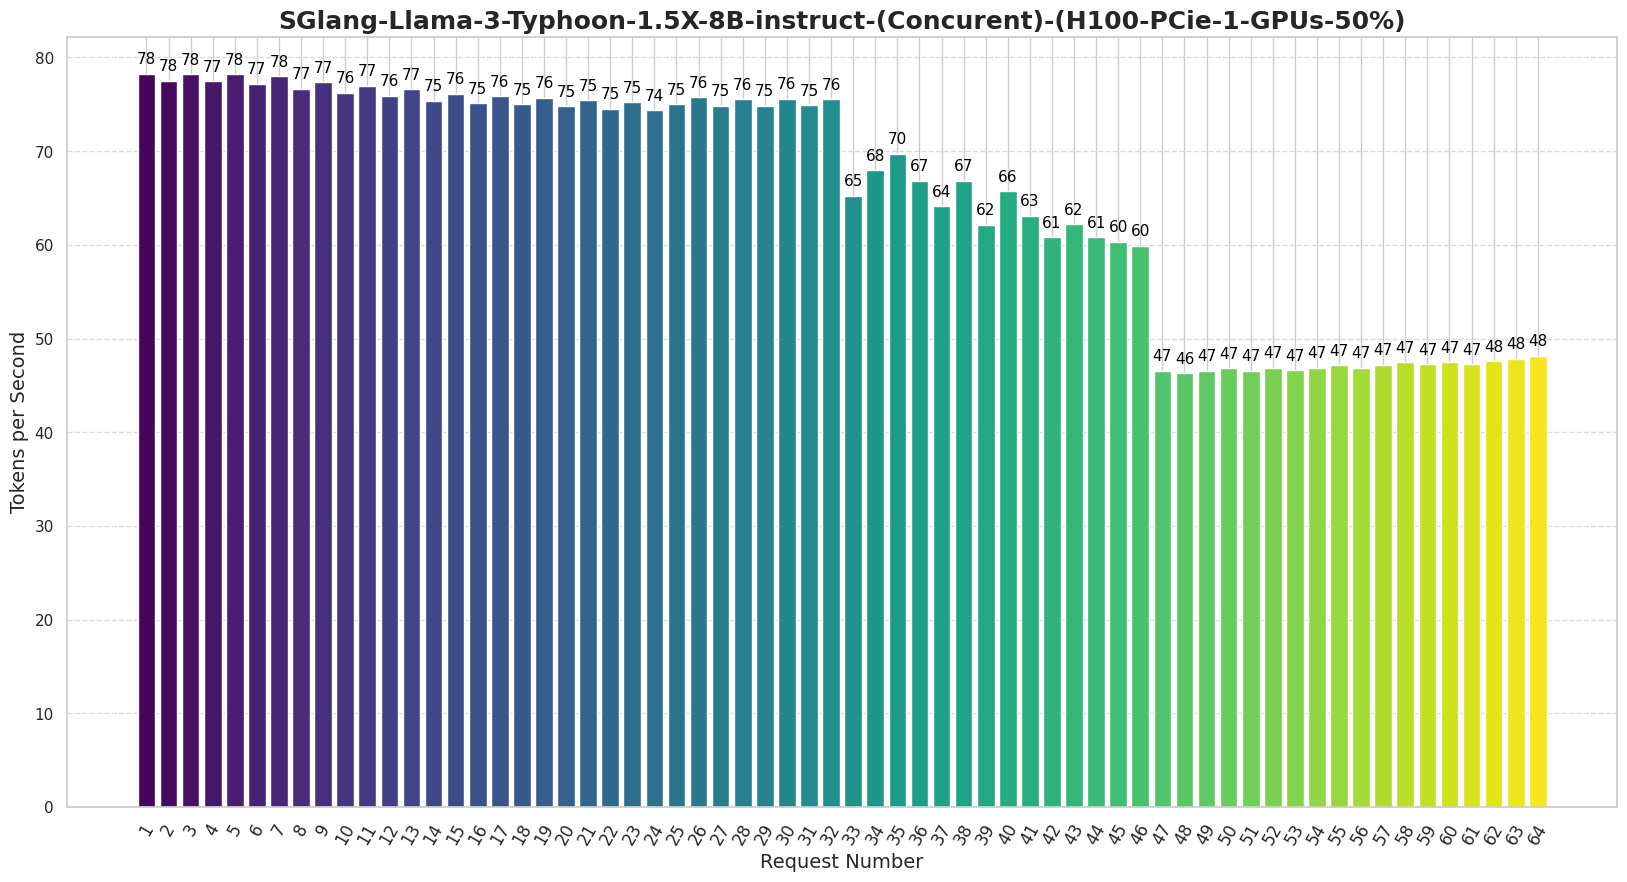 SGlang-Llama-3-Typhoon-1.5X-8B-instruct-(Concurent)-(H100-PCie-1-GPUs-50%)
Tokens per Second
80
70
60
50
40
30
20
10
0
78 78 78 77 78 77 78 77 77 76 77 76 77 75 76 75 76 75 76 75 75 75 75 74 75 76 75 76 75 76 75 76 65 68 70 67 64 67 62 66 63 61 62 61 60 60 47 46 47 47 47 47 47 47 47 47 47 47 47 47 47 48 48 48
1 2 3 4 5 6 7 8 9 10 11 12 13 14 15 16 17 18 19 20 21 22 23 24 25 26 27 28 29 30 31 32 33 34 35 36 37 38 39 40 41 42 43 44 45 46 47 48 49 50 51 52 53 54 55 56 57 58 59 60 61 62 63 64
Request Number